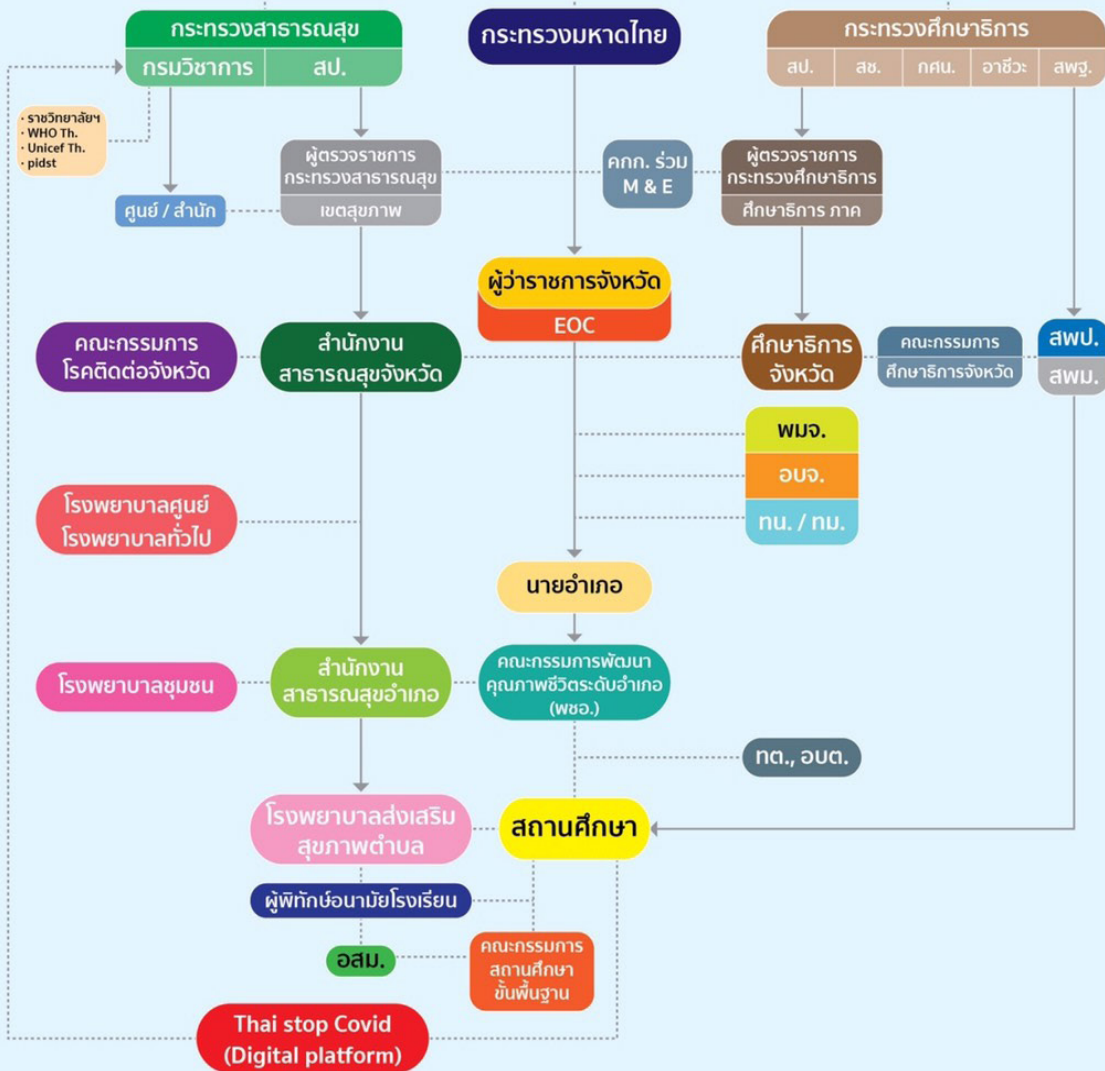 กระทรวงสาธารณสุข
กรมวิชาการ
สป.
กระทรวงมหาดไทย
กระทรวงศึกษาธิการ
สป.
สช.
กศน.
อาชีวะ
สพฐ.
· ราชวิทยาลัยฯ
· WHO Th.
· Unicef Th.
· pidst
ศูนย์ / สำนัก
ผู้ตรวจราชการ
กระทรวงสาธารณสุข
เขตสุขภาพ
คกก. ร่วม
M & E
ผู้ตรวจราชการ
กระทรวงศึกษาธิการ
ศึกษาธิการ ภาค
ผู้ว่าราชการจังหวัด
EOC
คณะกรรมการ
โรคติดต่อจังหวัด
สำนักงาน
สาธารณสุขจังหวัด
ศึกษาธิการ
จังหวัด
คณะกรรมการ
ศึกษาธิการจังหวัด
สพป.
สพม.
พมจ.
อบจ.
ทน. / ทม.
โรงพยาบาลศูนย์
โรงพยาบาลทั่วไป
นายอำเภอ
โรงพยาบาลชุมชน
สำนักงาน
สาธารณสุขอำเภอ
คณะกรรมการพัฒนา
คุณภาพชีวิตระดับอำเภอ
(พชอ.)
ทต., อบต.
โรงพยาบาลส่งเสริม
สุขภาพตำบล
สถานศึกษา
ผู้พิทักษ์อนามัยโรงเรียน
อสม.
คณะกรรมการ
สถานศึกษา
ขั้นพื้นฐาน
Thai stop Covid
(Digital platform)